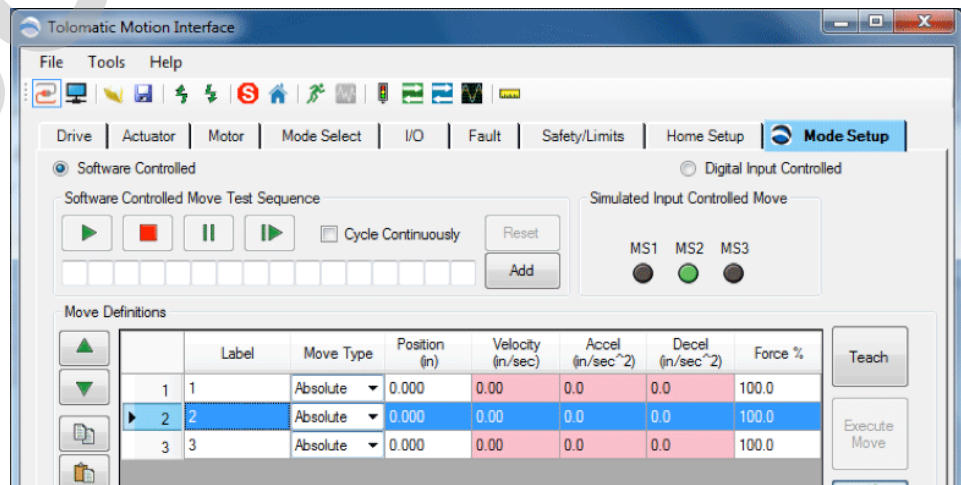 Tolomatic Motion Interface
File Tools Help
Drive Actuator Motor Mode Select I/O Fault Safety/Limits Home Setup Mode Setup
Software Controlled Digital Input Controlled
Software Controlled Move Test Sequence Simulated Input Controlled Move
Cycle Continuously Reset
MS1 MS2 MS3
Add
Move Definitions
Label Move Type Position (in) Velocity (in/sec) Accel (in/sec^2) Decel (in/sec^2) Force % Teach
1 1 Absolute 0.000 0.00 0.0 0.0 100.0
2 2 Absolute 0.000 0.00 0.0 0.0 100.0
3 3 Absolute 0.000 0.00 0.0 0.0 100.0
Execute Move